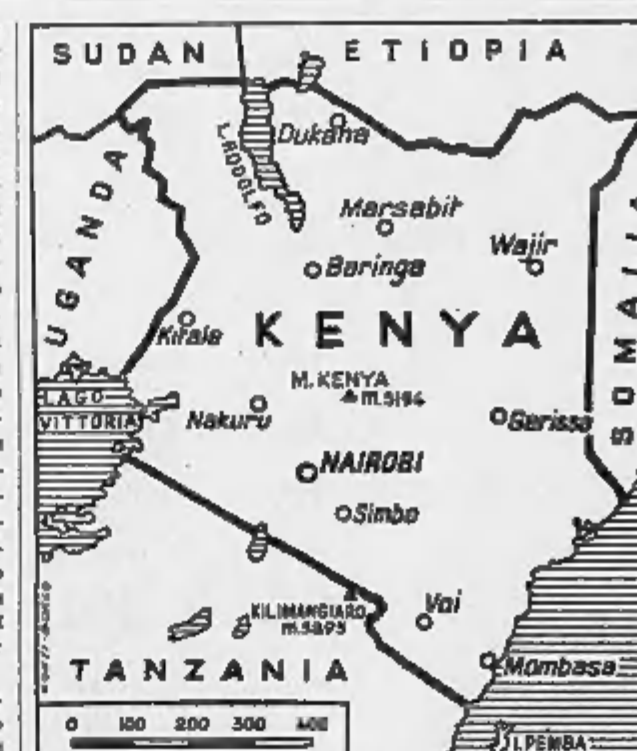 SUDAN
ETIOPIA
Dukana
L. RODOLFO
UGANDA
Marsabit
Wajir
Baringa
SOMALIA
Kitale
KENYA
M. KENYA
m.5194
LAGO
VITTORIA
Nakuru
Garissa
NAIROBI
Simba
KILIMANGIARO
m.5895
Voi
TANZANIA
Mombasa
0 100 200 300 400
I. PEMBA